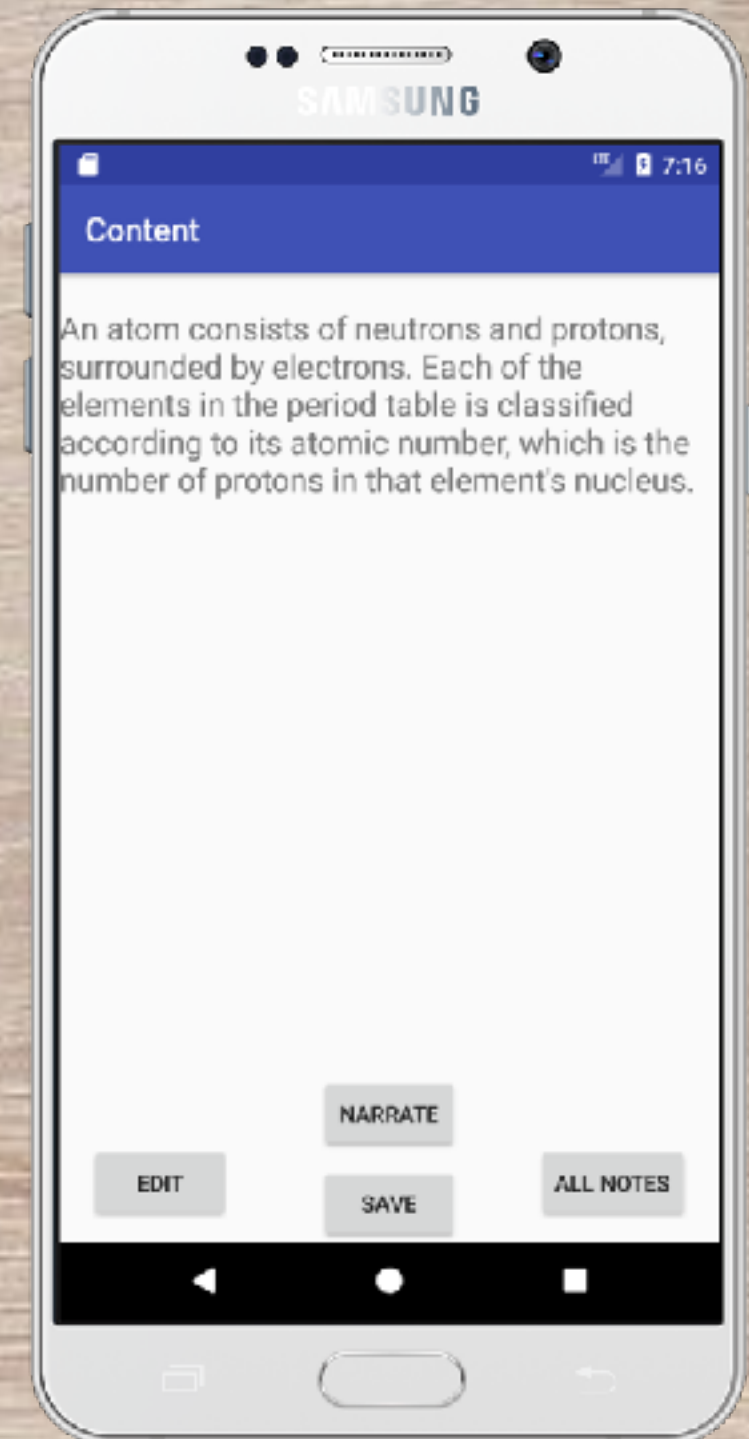 SAMSUNG
LTE 7:16
Content
An atom consists of neutrons and protons,
surrounded by electrons. Each of the
elements in the period table is classified
according to its atomic number, which is the
number of protons in that element's nucleus.
NARRATE
EDIT
SAVE
ALL NOTES